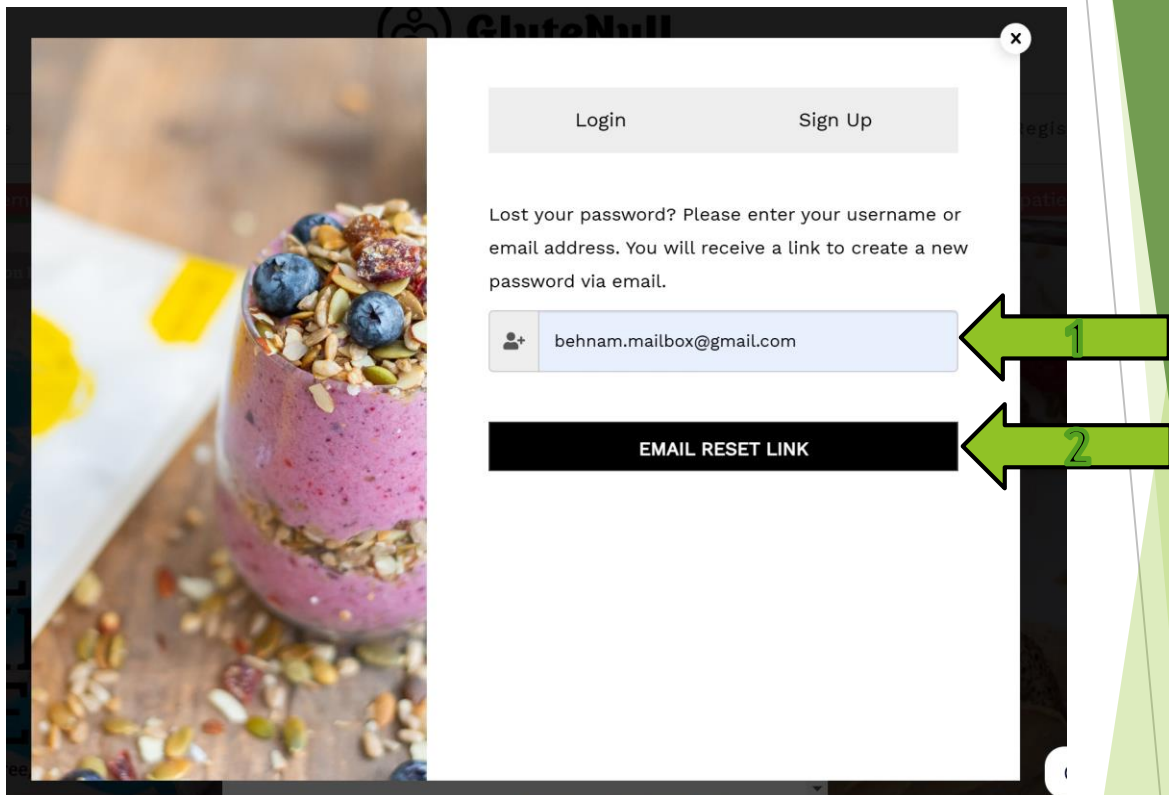 GluteNull
x
Login Sign Up
Lost your password? Please enter your username or
email address. You will receive a link to create a new
password via email.
behnam.mailbox@gmail.com
1
EMAIL RESET LINK
2